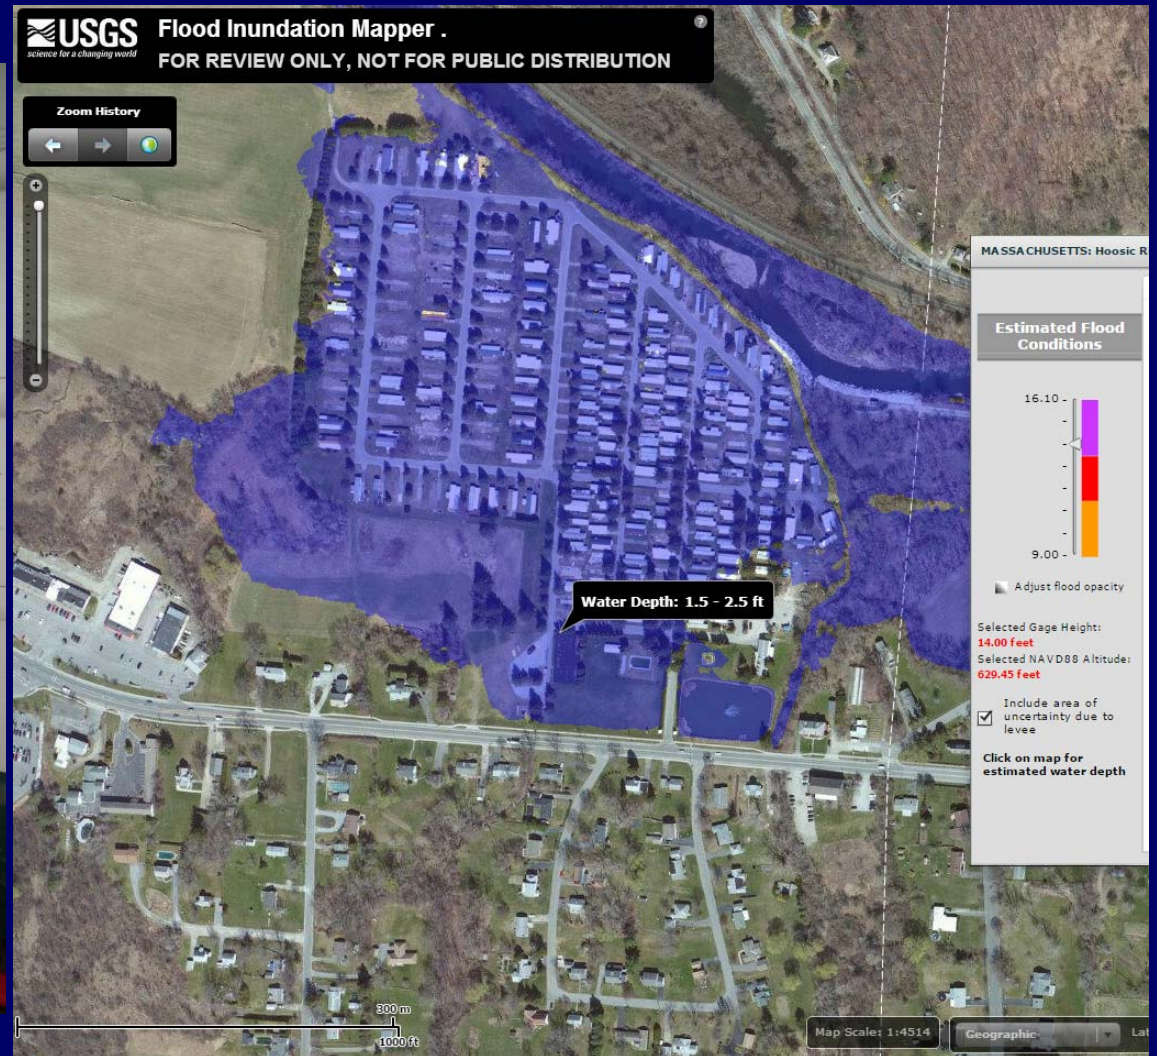 USGS
science for a changing world
Flood Inundation Mapper .
FOR REVIEW ONLY, NOT FOR PUBLIC DISTRIBUTION
?
Zoom History
+
-
MASSACHUSETTS: Hoosic R
Estimated Flood
Conditions
16.10 -
-
-
-
-
-
-
9.00 -
Adjust flood opacity
Selected Gage Height:
14.00 feet
Selected NAVD88 Altitude:
629.45 feet
Include area of
uncertainty due to
levee
Click on map for
estimated water depth
Water Depth: 1.5 - 2.5 ft
300 m
1000 ft
Map Scale: 1:4514
Geographic
Lat